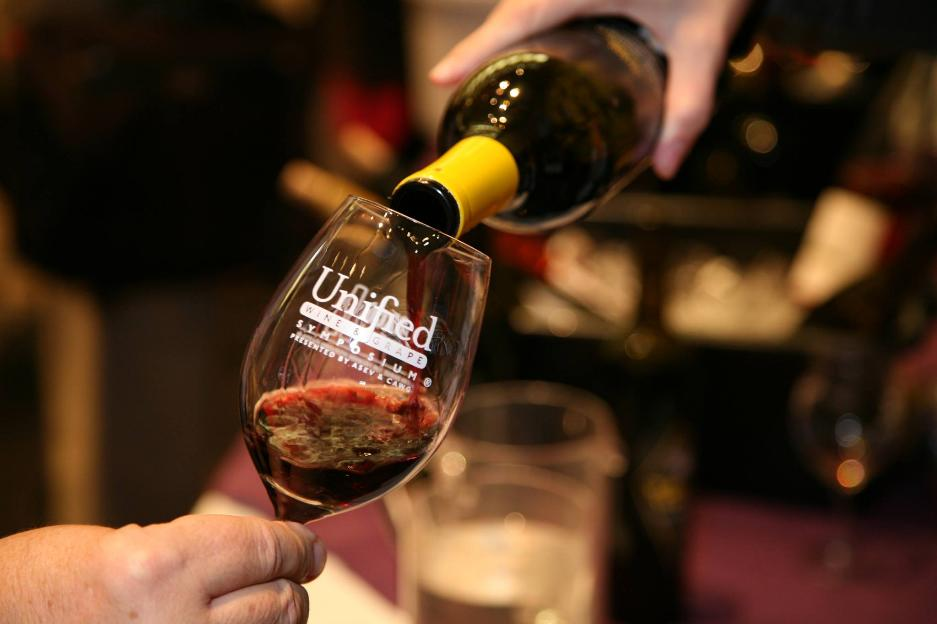 Unified
WINE & GRAPE
SYMPOSIUM®
PRESENTED BY ASEV & CAWG